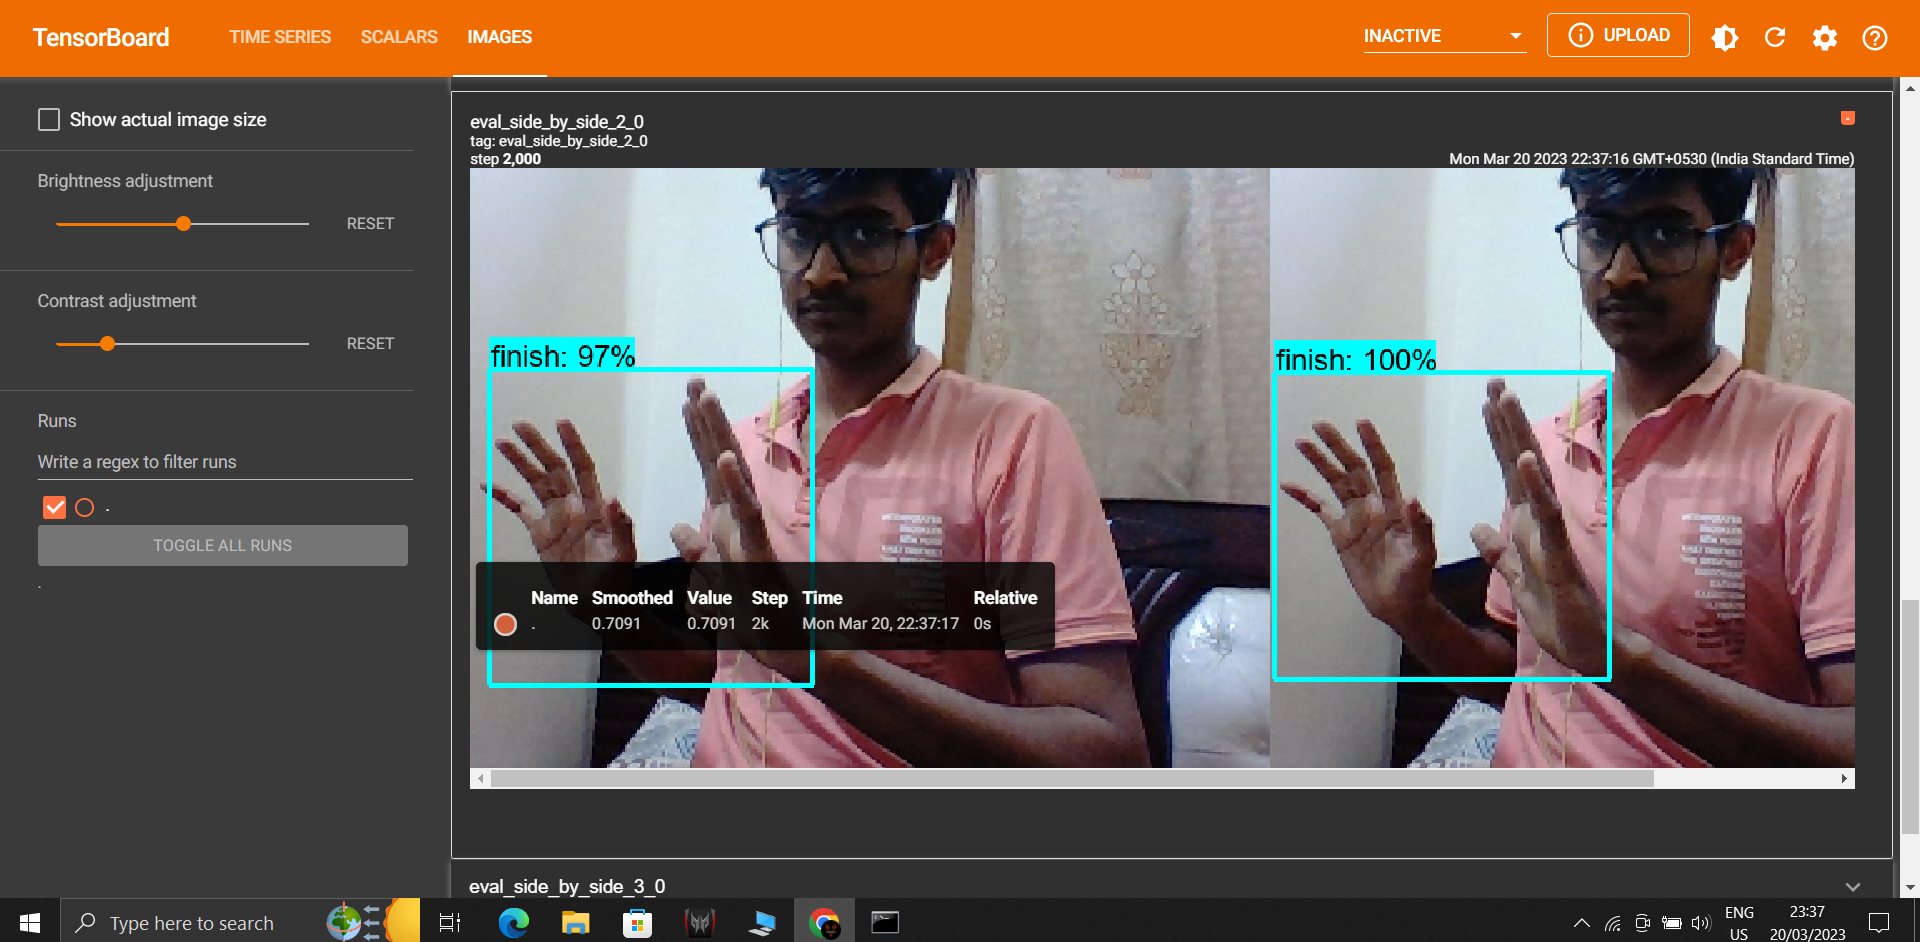 TensorBoard TIME SERIES SCALARS IMAGES INACTIVE UPLOAD
Show actual image size
Brightness adjustment
RESET
Contrast adjustment
RESET
Runs
Write a regex to filter runs
.
TOGGLE ALL RUNS
.
eval_side_by_side_2_0
tag: eval_side_by_side_2_0
step 2,000 Mon Mar 20 2023 22:37:16 GMT+0530 (India Standard Time)
finish: 97% finish: 100%
Name Smoothed Value Step Time Relative
. 0.7091 0.7091 2k Mon Mar 20, 22:37:17 0s
eval_side_by_side_3_0
Type here to search
ENG
US
23:37
20/03/2023